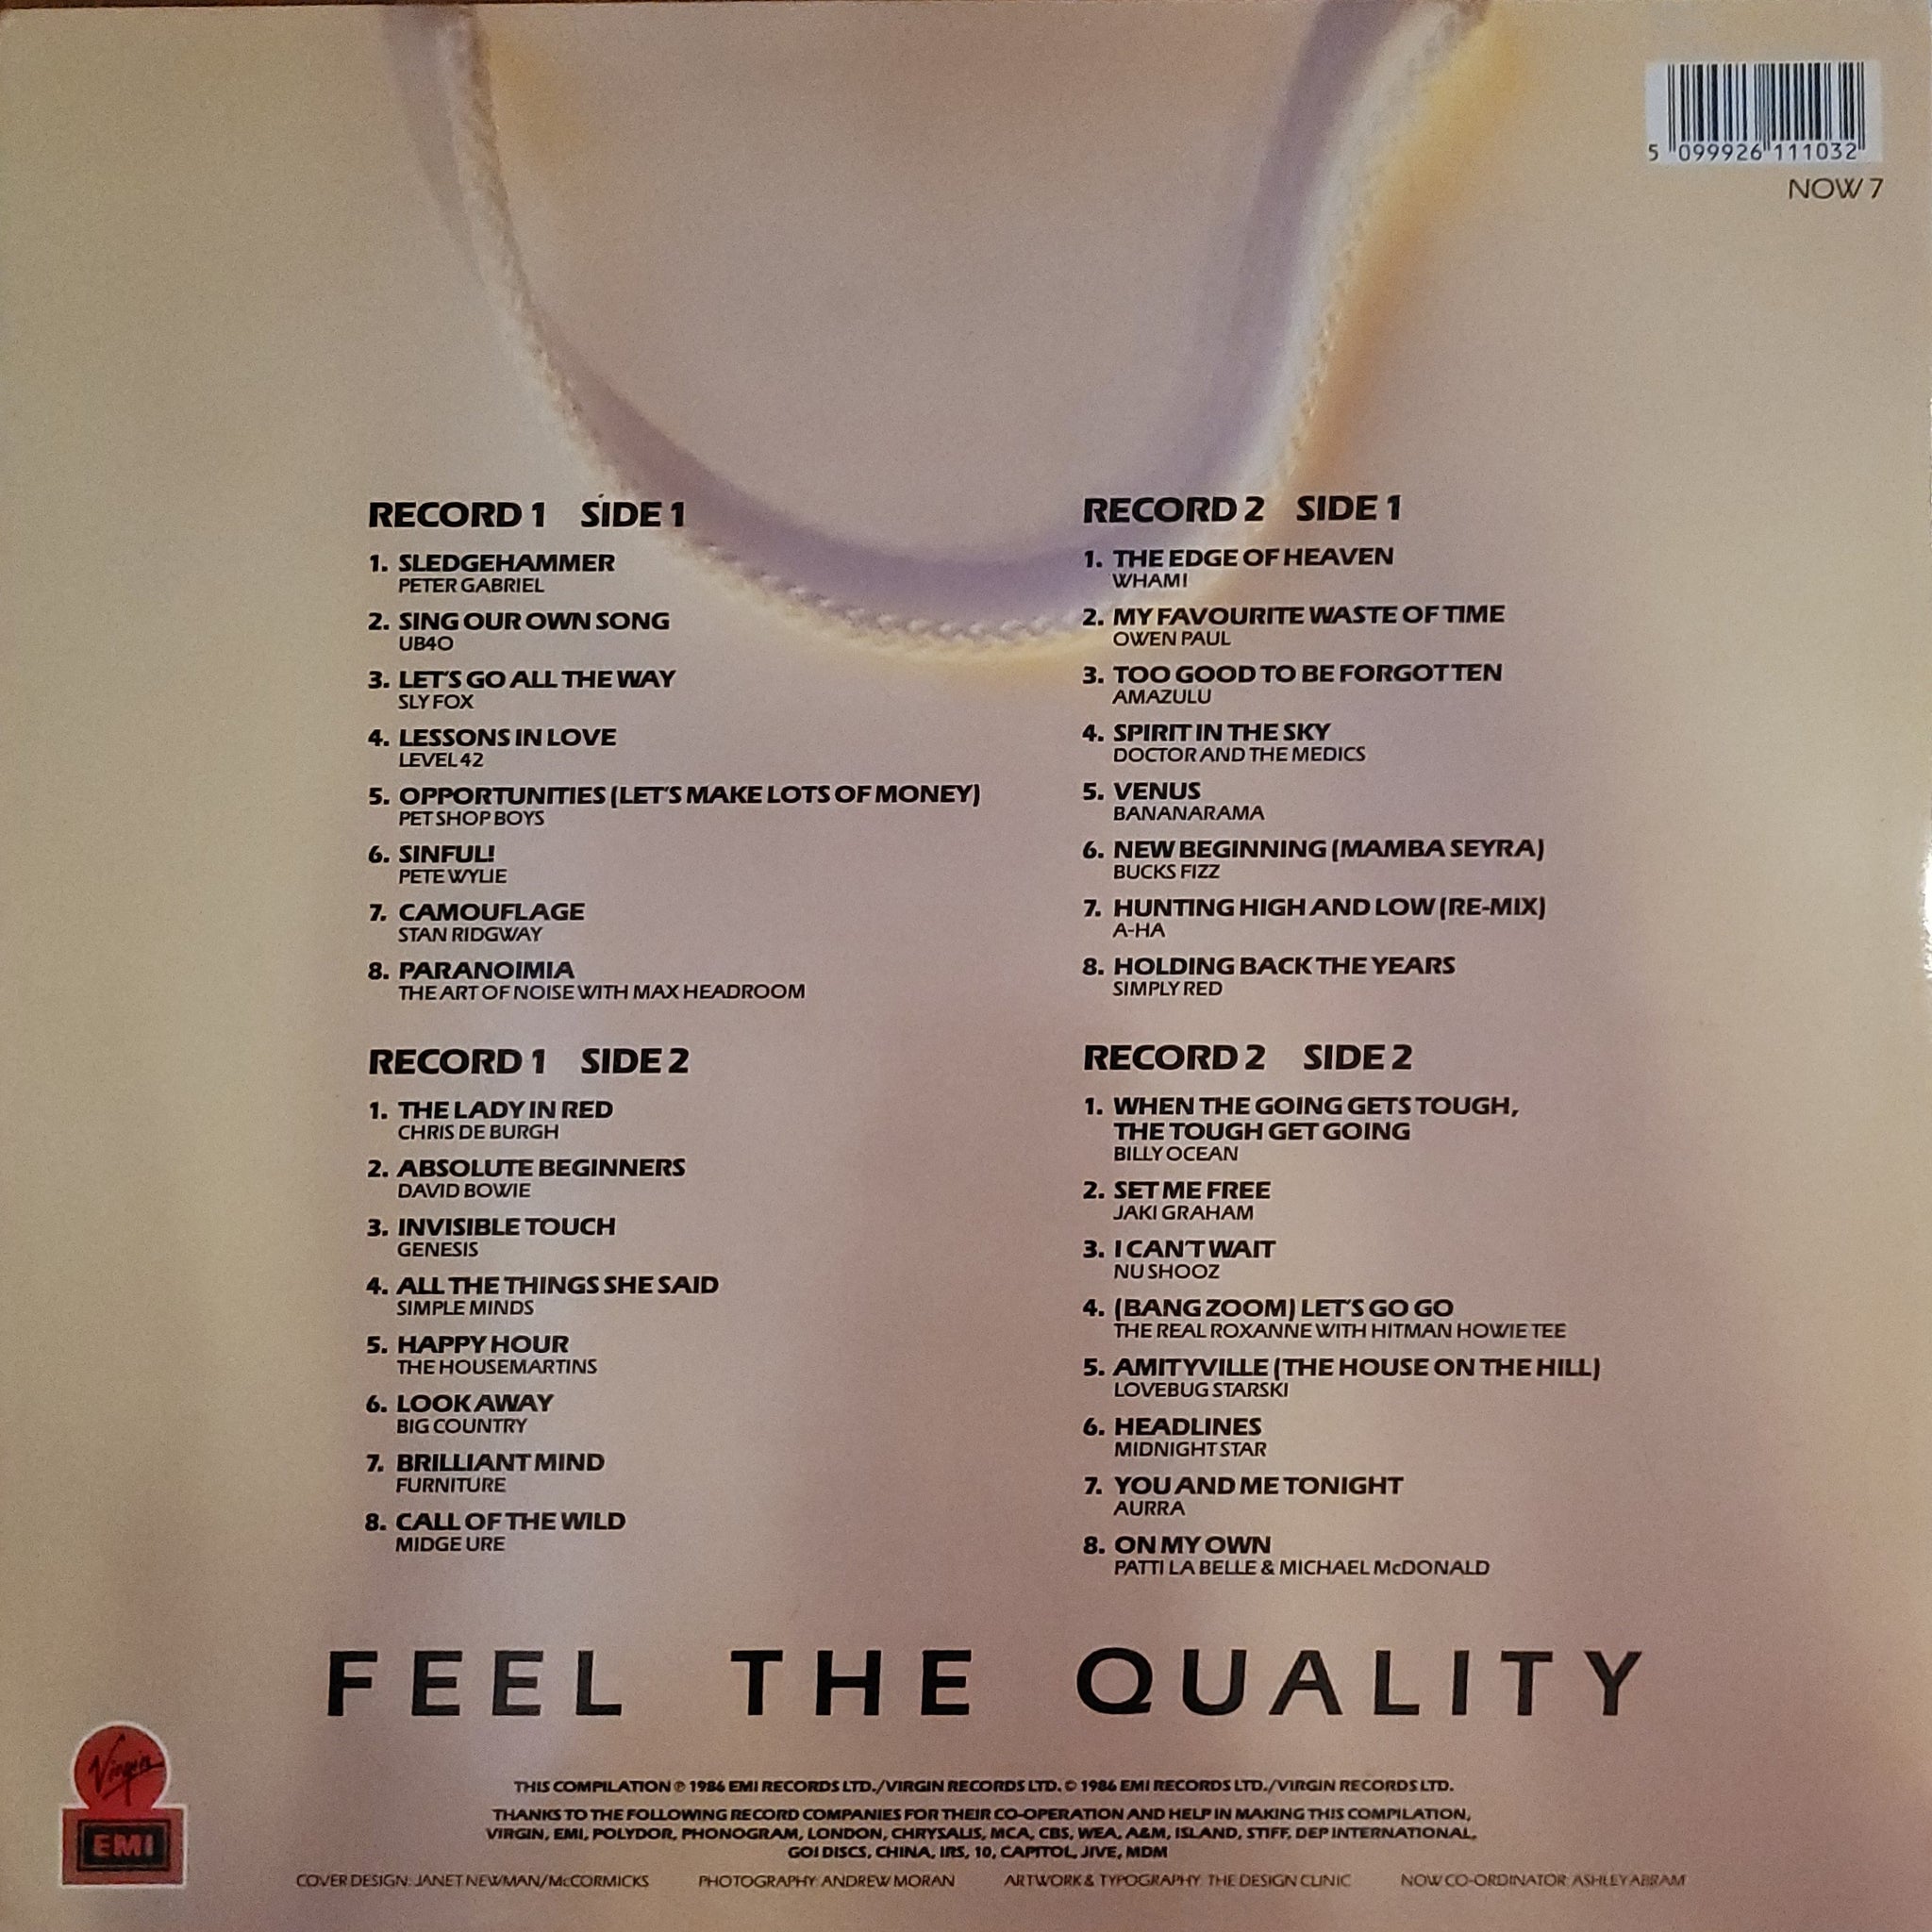 5 099926 111032
NOW 7
RECORD 1 SIDE 1
1. SLEDGEHAMMER
PETER GABRIEL
2. SING OUR OWN SONG
UB40
3. LET'S GO ALL THE WAY
SLY FOX
4. LESSONS IN LOVE
LEVEL 42
5. OPPORTUNITIES (LET'S MAKE LOTS OF MONEY)
PET SHOP BOYS
6. SINFUL!
PETE WYLIE
7. CAMOUFLAGE
STAN RIDGWAY
8. PARANOIMIA
THE ART OF NOISE WITH MAX HEADROOM
RECORD 1 SIDE 2
1. THE LADY IN RED
CHRIS DE BURGH
2. ABSOLUTE BEGINNERS
DAVID BOWIE
3. INVISIBLE TOUCH
GENESIS
4. ALL THE THINGS SHE SAID
SIMPLE MINDS
5. HAPPY HOUR
THE HOUSEMARTINS
6. LOOK AWAY
BIG COUNTRY
7. BRILLIANT MIND
FURNITURE
8. CALL OF THE WILD
MIDGE URE
RECORD 2 SIDE 1
1. THE EDGE OF HEAVEN
WHAM!
2. MY FAVOURITE WASTE OF TIME
OWEN PAUL
3. TOO GOOD TO BE FORGOTTEN
AMAZULU
4. SPIRIT IN THE SKY
DOCTOR AND THE MEDICS
5. VENUS
BANANARAMA
6. NEW BEGINNING (MAMBA SEYRA)
BUCKS FIZZ
7. HUNTING HIGH AND LOW (RE-MIX)
A-HA
8. HOLDING BACK THE YEARS
SIMPLY RED
RECORD 2 SIDE 2
1. WHEN THE GOING GETS TOUGH,
THE TOUGH GET GOING
BILLY OCEAN
2. SET ME FREE
JAKI GRAHAM
3. I CAN'T WAIT
NU SHOOZ
4. (BANG ZOOM) LET'S GO GO
THE REAL ROXANNE WITH HITMAN HOWIE TEE
5. AMITYVILLE (THE HOUSE ON THE HILL)
LOVEBUG STARSKI
6. HEADLINES
MIDNIGHT STAR
7. YOU AND ME TONIGHT
AURRA
8. ON MY OWN
PATTI LA BELLE & MICHAEL McDONALD
FEEL THE QUALITY
Virgin
EMI
THIS COMPILATION ℗ 1986 EMI RECORDS LTD./VIRGIN RECORDS LTD. © 1986 EMI RECORDS LTD./VIRGIN RECORDS LTD.
THANKS TO THE FOLLOWING RECORD COMPANIES FOR THEIR CO-OPERATION AND HELP IN MAKING THIS COMPILATION,
VIRGIN, EMI, POLYDOR, PHONOGRAM, LONDON, CHRYSALIS, MCA, CBS, WEA, A&M, ISLAND, STIFF, DEP INTERNATIONAL,
GO! DISCS, CHINA, IRS, 10, CAPITOL, JIVE, MDM
COVER DESIGN: JANET NEWMAN/McCORMICKS PHOTOGRAPHY: ANDREW MORAN ARTWORK & TYPOGRAPHY: THE DESIGN CLINIC NOW CO-ORDINATOR: ASHLEY ABRAM